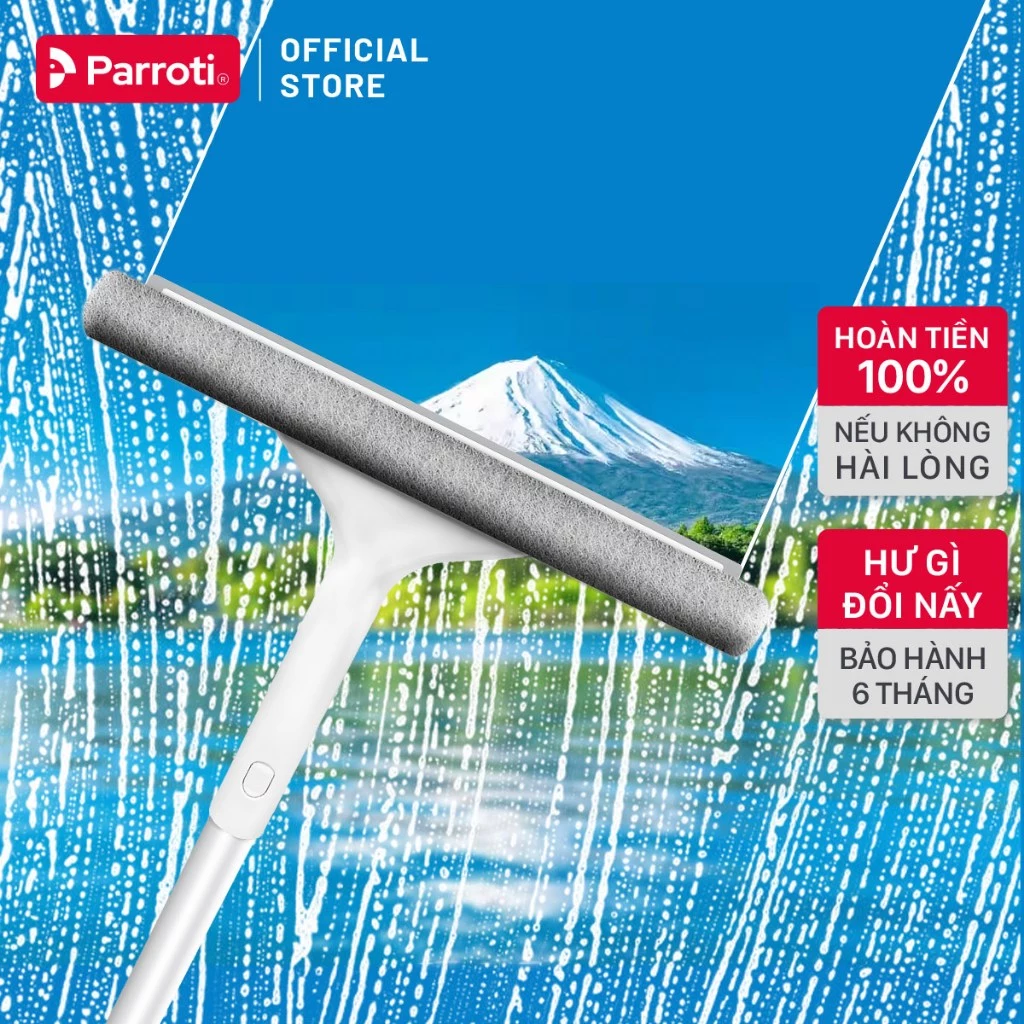 Parroti®
OFFICIAL
STORE
HOÀN TIỀN
100%
NẾU KHÔNG
HÀI LÒNG
HƯ GÌ
ĐỔI NẤY
BẢO HÀNH
6 THÁNG